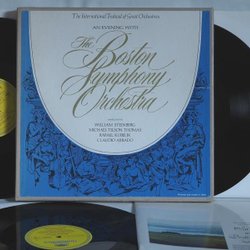 The International Festival of Great Orchestras
AN EVENING WITH
The
Boston
Symphony
Orchestra
WILLIAM STEINBERG
MICHAEL TILSON THOMAS
RAFAEL KUBELIK
CLAUDIO ABBADO